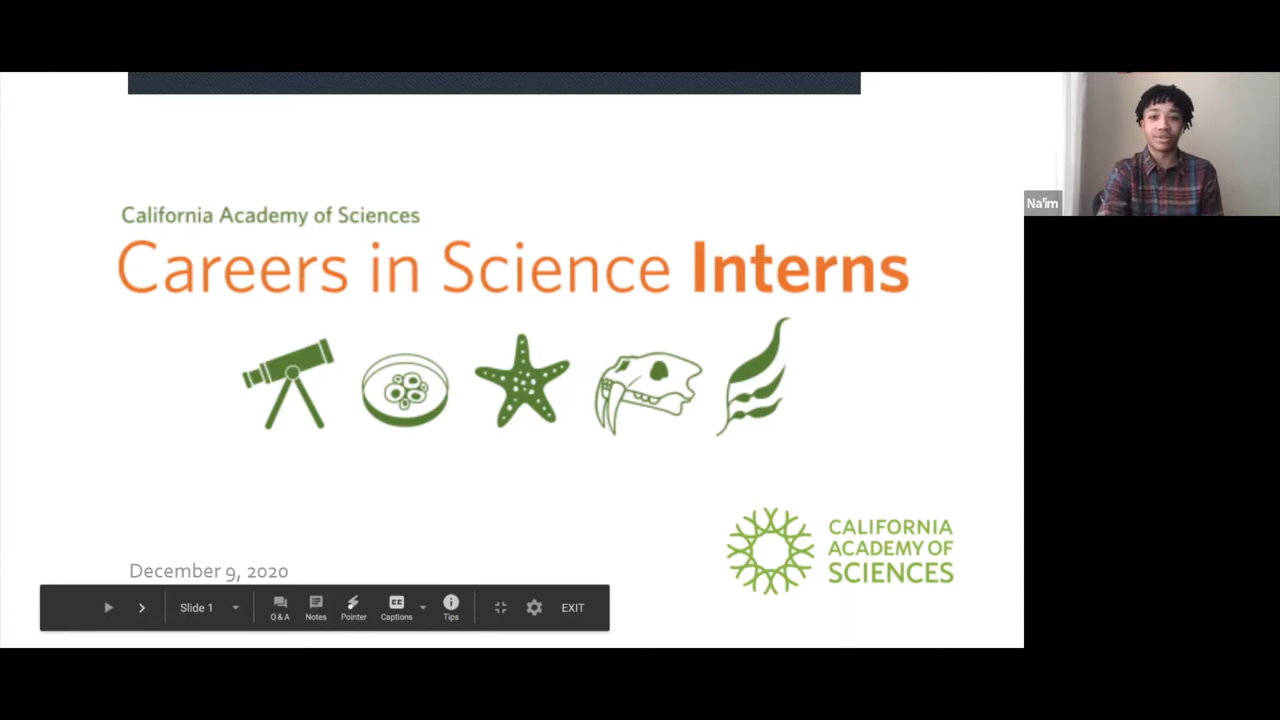 California Academy of Sciences
Careers in Science Interns
CALIFORNIA
ACADEMY OF
SCIENCES
December 9, 2020
Slide 1
Q & A
Notes
Pointer
CC
Captions
Tips
EXIT
Na'im